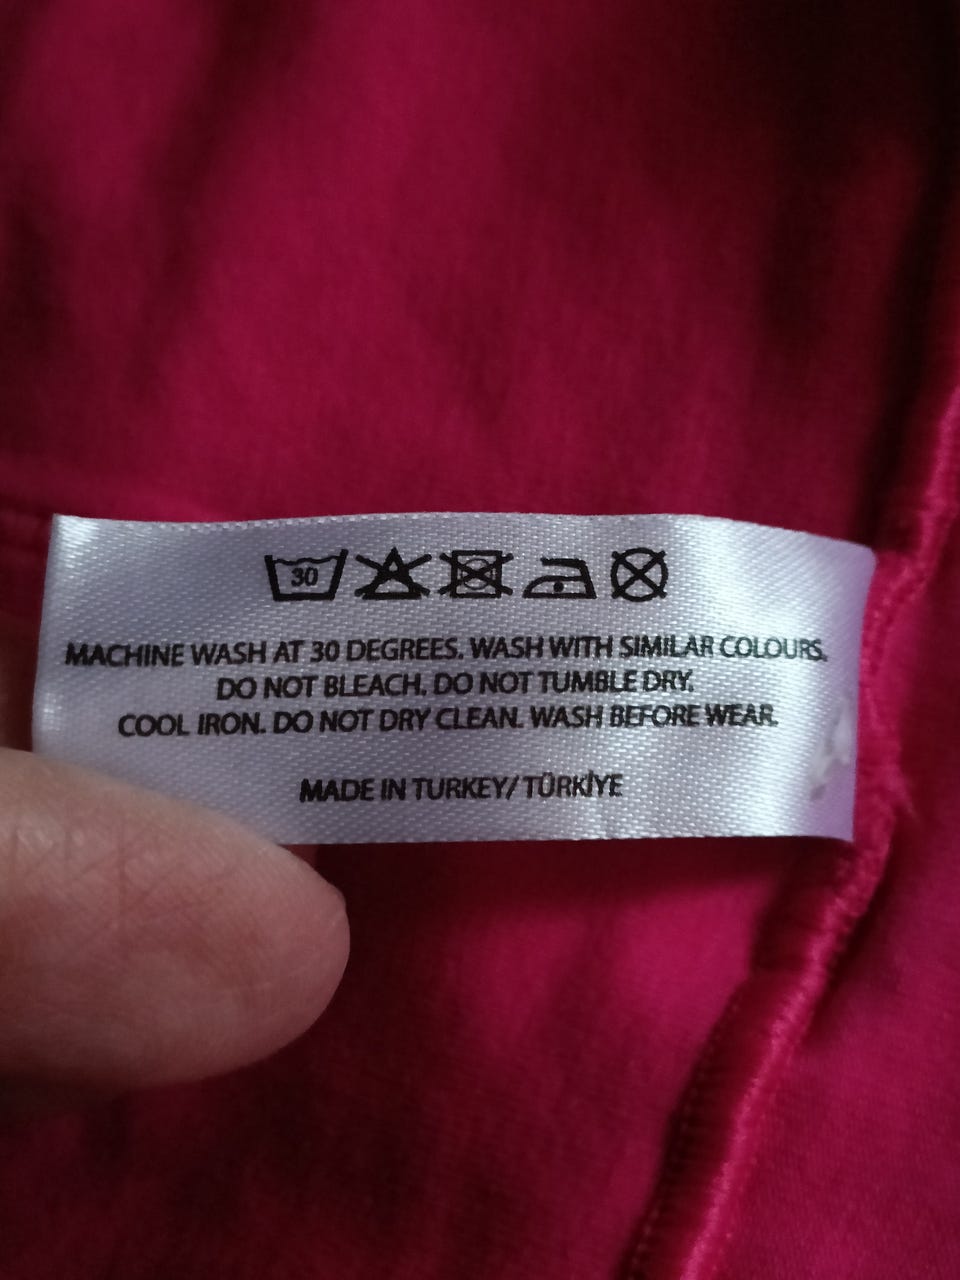 30
MACHINE WASH AT 30 DEGREES. WASH WITH SIMILAR COLOURS.
DO NOT BLEACH. DO NOT TUMBLE DRY.
COOL IRON. DO NOT DRY CLEAN. WASH BEFORE WEAR.
MADE IN TURKEY/ TÜRKİYE